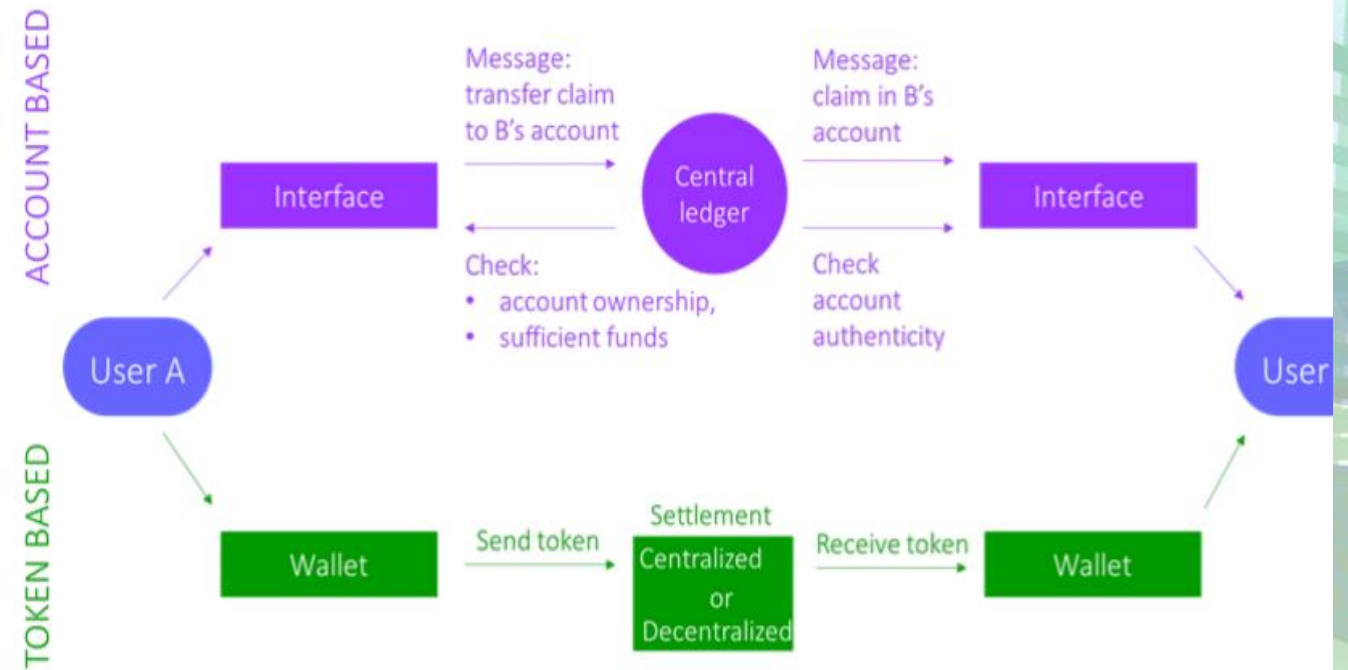 ACCOUNT BASED
Message:
transfer claim
to B's account
Message:
claim in B's
account
Interface
Central
ledger
Interface
Check:
• account ownership,
• sufficient funds
Check
account
authenticity
User A
User
TOKEN BASED
Wallet
Send token
Settlement
Centralized
or
Decentralized
Receive token
Wallet